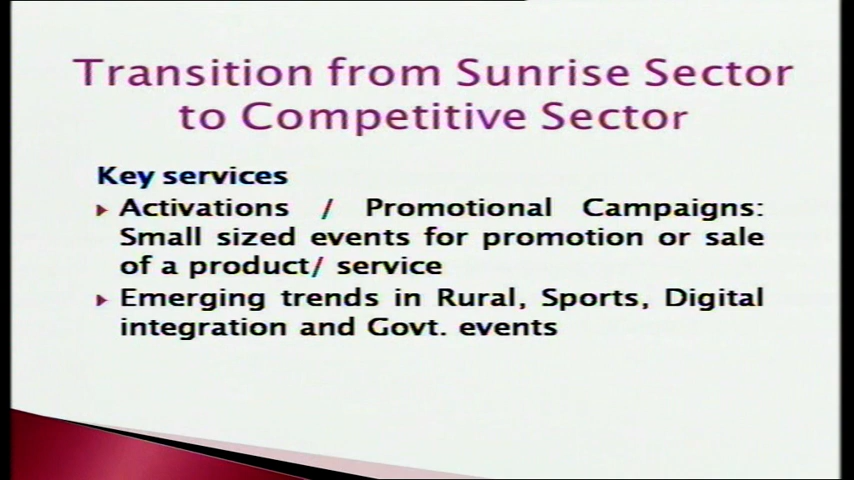 Transition from Sunrise Sector
to Competitive Sector
Key services
Activations / Promotional Campaigns:
Small sized events for promotion or sale
of a product/ service
Emerging trends in Rural, Sports, Digital
integration and Govt. events